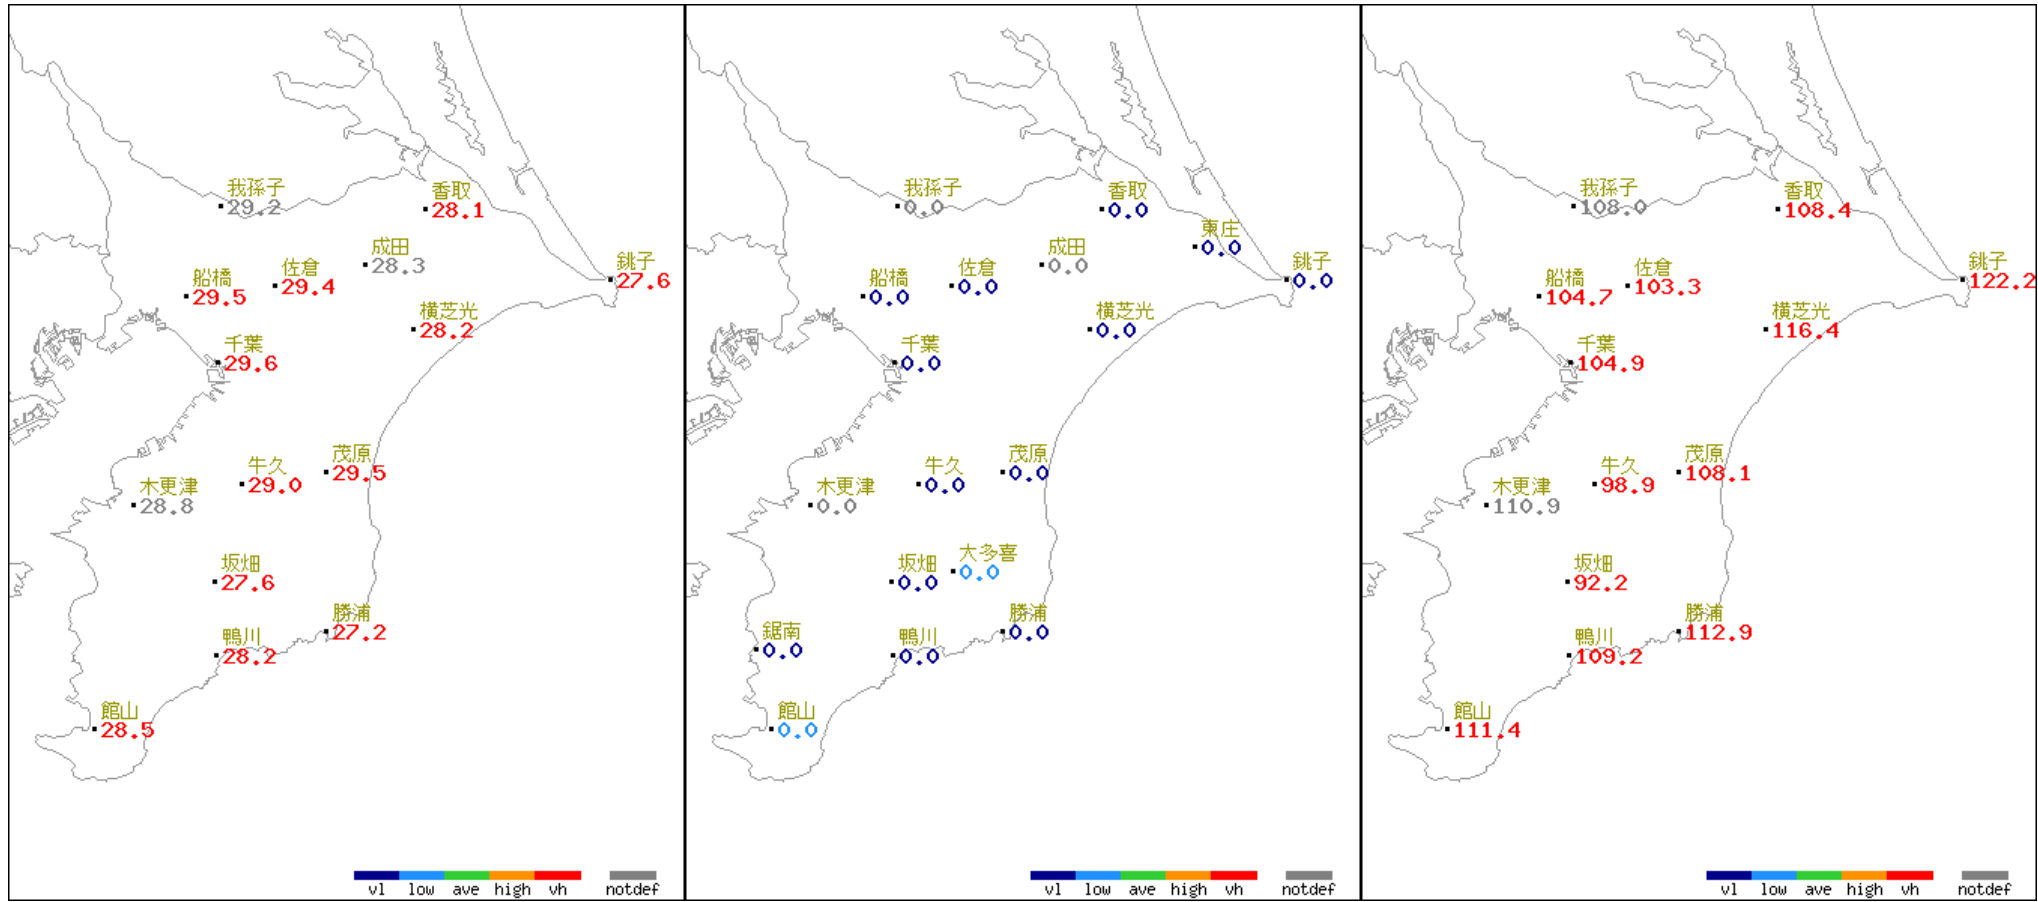 我孫子
29.2
香取
28.1
成田
28.3
銚子
27.6
船橋
29.5
佐倉
29.4
横芝光
28.2
千葉
29.6
茂原
29.5
牛久
29.0
木更津
28.8
坂畑
27.6
勝浦
27.2
鴨川
28.2
館山
28.5
vl low ave high vh notdef
我孫子
0.0
香取
0.0
東庄
0.0
成田
0.0
銚子
0.0
船橋
0.0
佐倉
0.0
横芝光
0.0
千葉
0.0
茂原
0.0
牛久
0.0
木更津
0.0
大多喜
0.0
坂畑
0.0
勝浦
0.0
鋸南
0.0
鴨川
0.0
館山
0.0
vl low ave high vh notdef
我孫子
108.0
香取
108.4
銚子
122.2
船橋
104.7
佐倉
103.3
横芝光
116.4
千葉
104.9
茂原
108.1
牛久
98.9
木更津
110.9
坂畑
92.2
勝浦
112.9
鴨川
109.2
館山
111.4
vl low ave high vh notdef